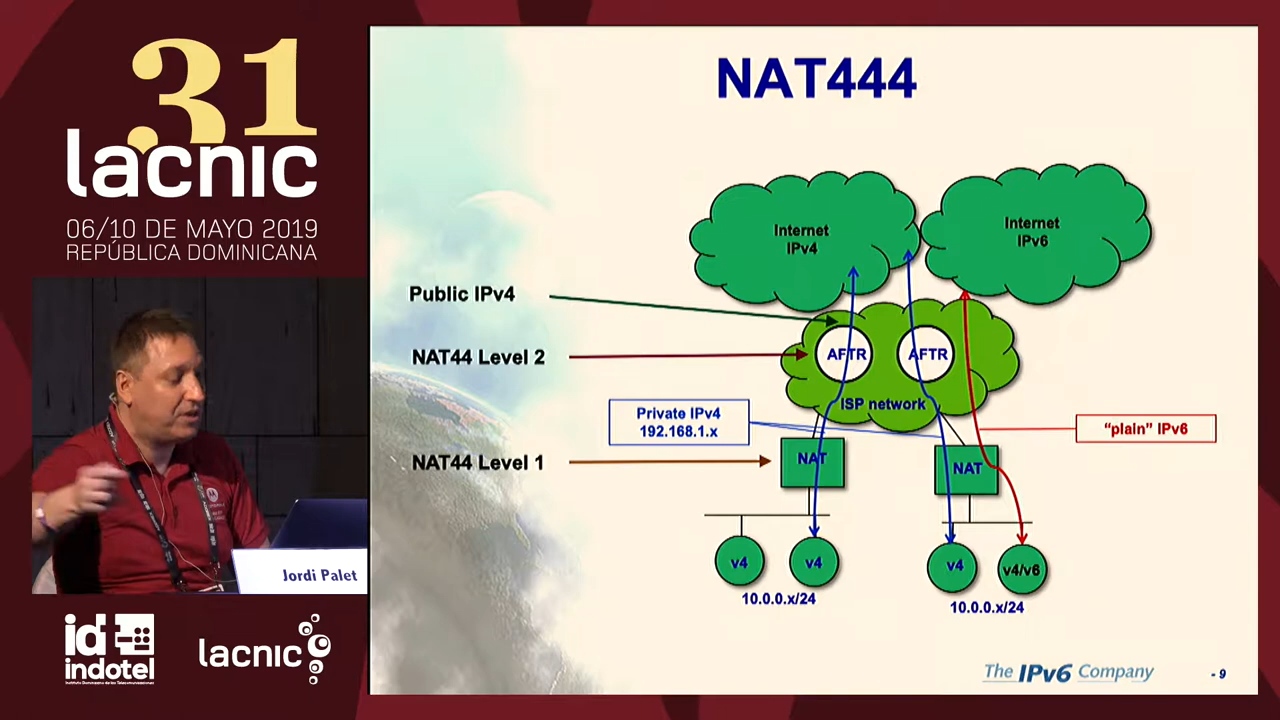 31
lacnic
06/10 DE MAYO 2019
REPÚBLICA DOMINICANA
Jordi Palet
id
indotel
lacnic
NAT444
Internet
IPv4
Internet
IPv6
Public IPv4
NAT44 Level 2
AFTR
AFTR
ISP network
Private IPv4
192.168.1.x
"plain" IPv6
NAT44 Level 1
NAT
NAT
v4
v4
v4
v4/v6
10.0.0.x/24
10.0.0.x/24
The IPv6 Company
- 9